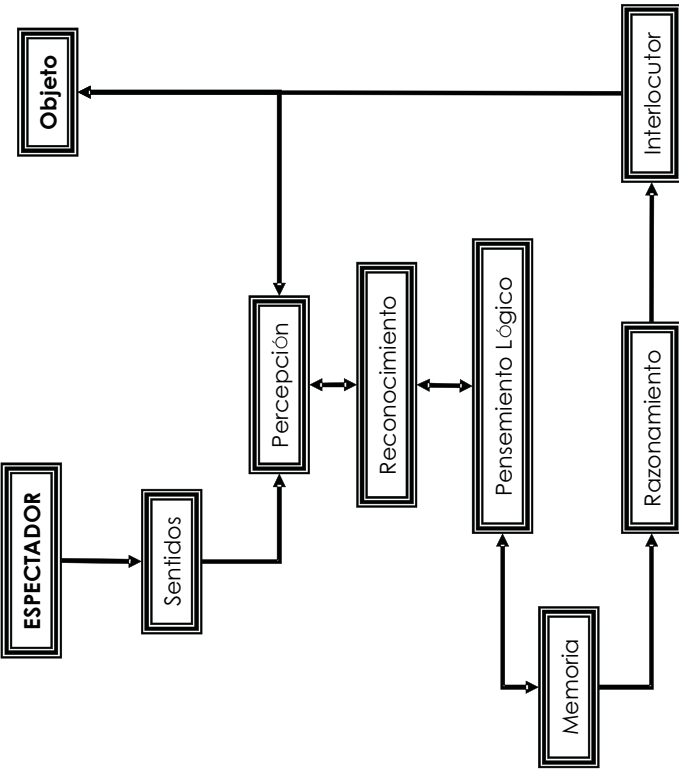 ESPECTADOR
Objeto
Sentidos
Percepción
Reconocimiento
Pensemiento Lógico
Memoria
Razonamiento
Interlocutor